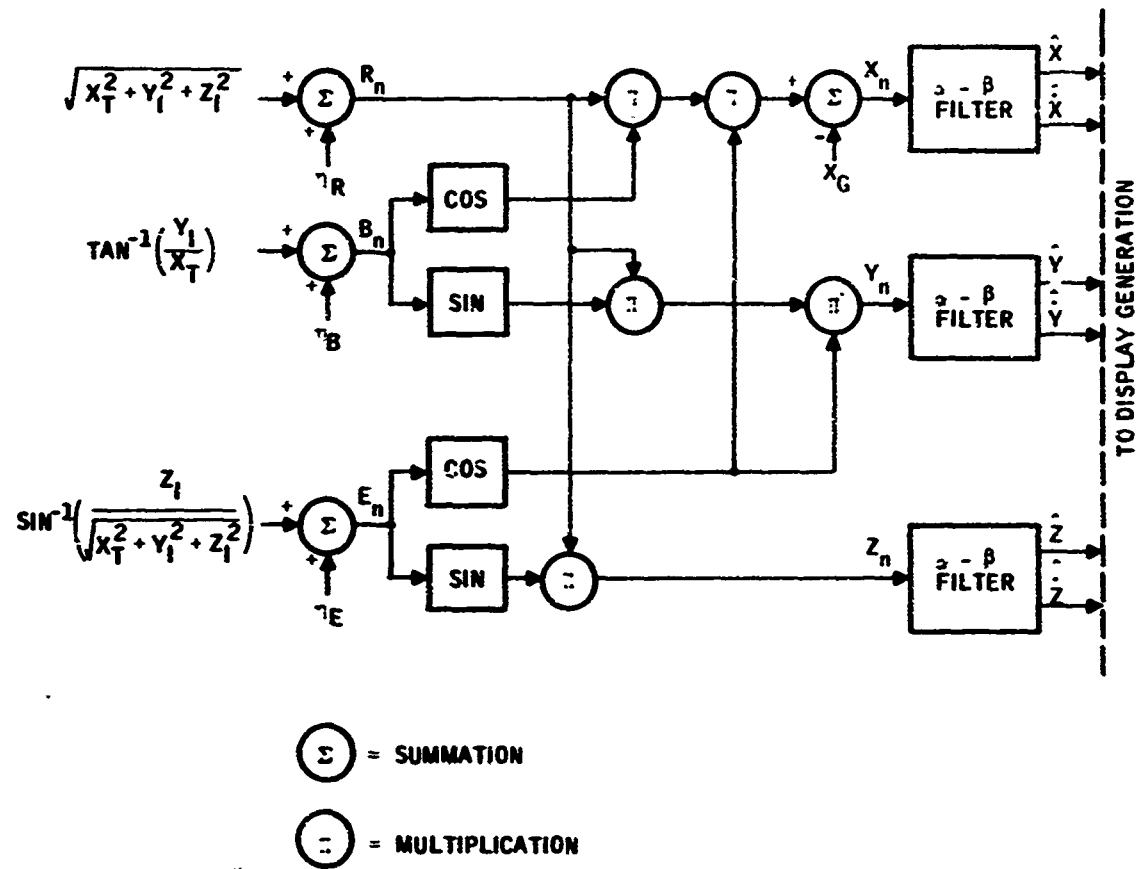 √X_T² + Y_I² + Z_I²
+
Σ
+
R_n
η_R
+
Σ
-
X_G
X_n
α - β
FILTER
X̂
X̂
COS
TAN⁻¹(Y_I/X_T)
+
Σ
+
B_n
η_B
SIN
π
π
Y_n
α - β
FILTER
Ŷ
Ŷ
TO DISPLAY GENERATION
SIN⁻¹(Z_I/√X_T² + Y_I² + Z_I²)
+
Σ
+
E_n
η_E
COS
SIN
Z_n
α - β
FILTER
Ẑ
Ẑ
Σ = SUMMATION
π = MULTIPLICATION